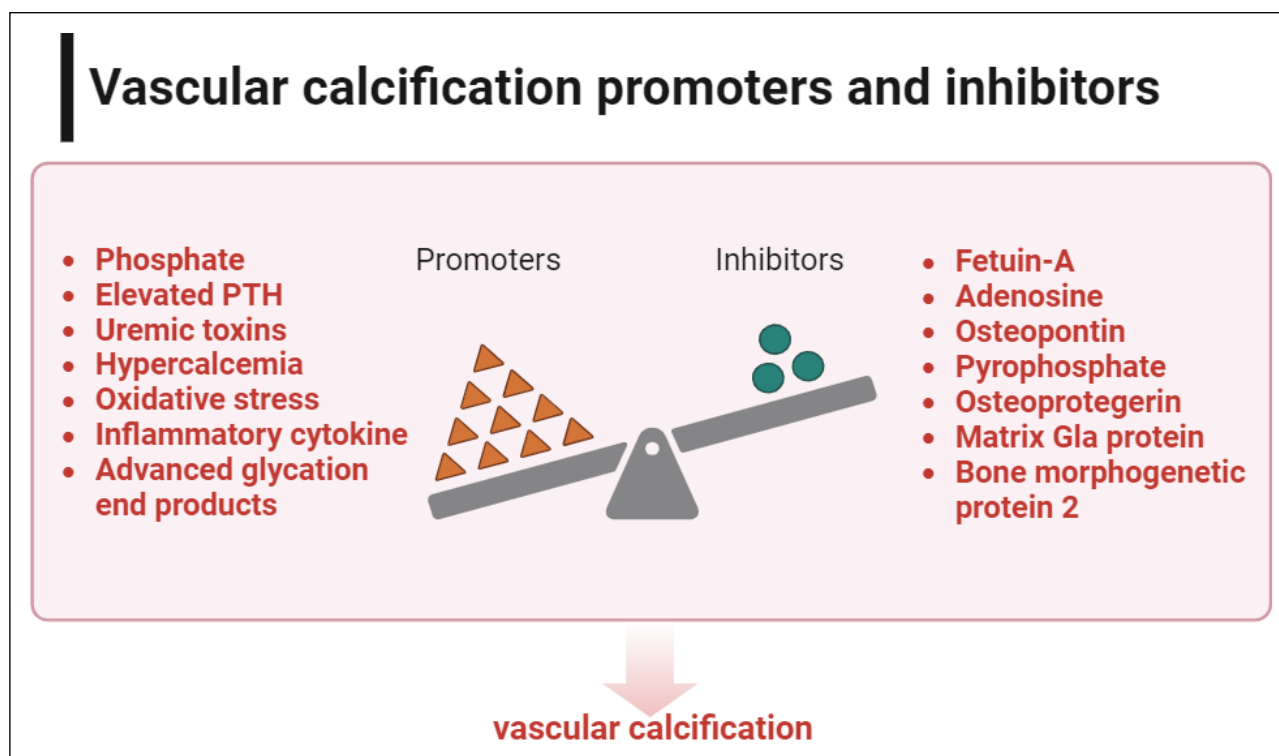 Vascular calcification promoters and inhibitors
Promoters
Inhibitors
• Phosphate
• Elevated PTH
• Uremic toxins
• Hypercalcemia
• Oxidative stress
• Inflammatory cytokine
• Advanced glycation
end products
• Fetuin-A
• Adenosine
• Osteopontin
• Pyrophosphate
• Osteoprotegerin
• Matrix Gla protein
• Bone morphogenetic
protein 2
vascular calcification